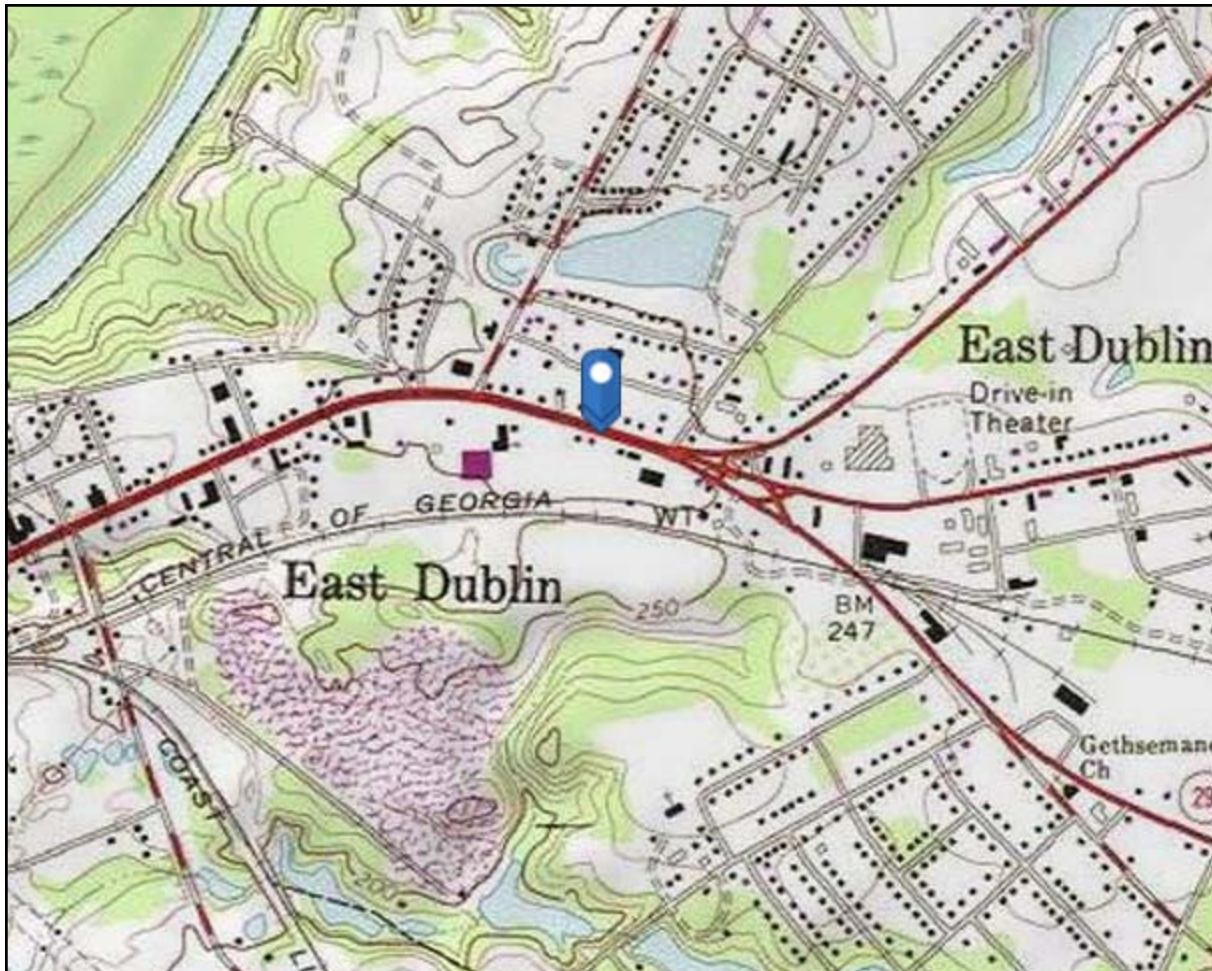 250
200
East Dublin
Drive-in
Theater
CENTRAL OF GEORGIA
WT
East Dublin
250
BM
247
COAST
Ch
200